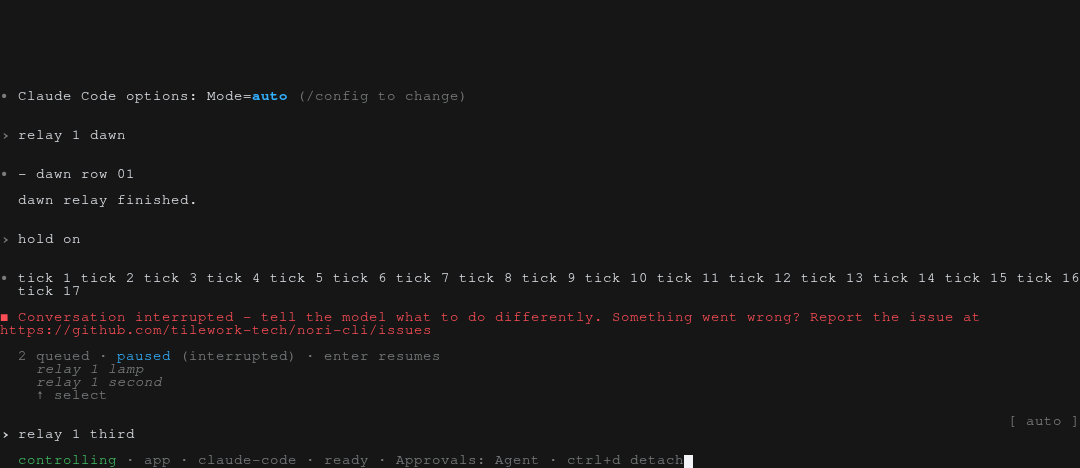 • Claude Code options: Mode=auto (/config to change)
› relay 1 dawn
• - dawn row 01
dawn relay finished.
› hold on
• tick 1 tick 2 tick 3 tick 4 tick 5 tick 6 tick 7 tick 8 tick 9 tick 10 tick 11 tick 12 tick 13 tick 14 tick 15 tick 16
tick 17
■ Conversation interrupted - tell the model what to do differently. Something went wrong? Report the issue at
https://github.com/tilework-tech/nori-cli/issues
2 queued · paused (interrupted) · enter resumes
relay 1 lamp
relay 1 second
↑ select
[ auto ]
› relay 1 third
controlling · app · claude-code · ready · Approvals: Agent · ctrl+d detach